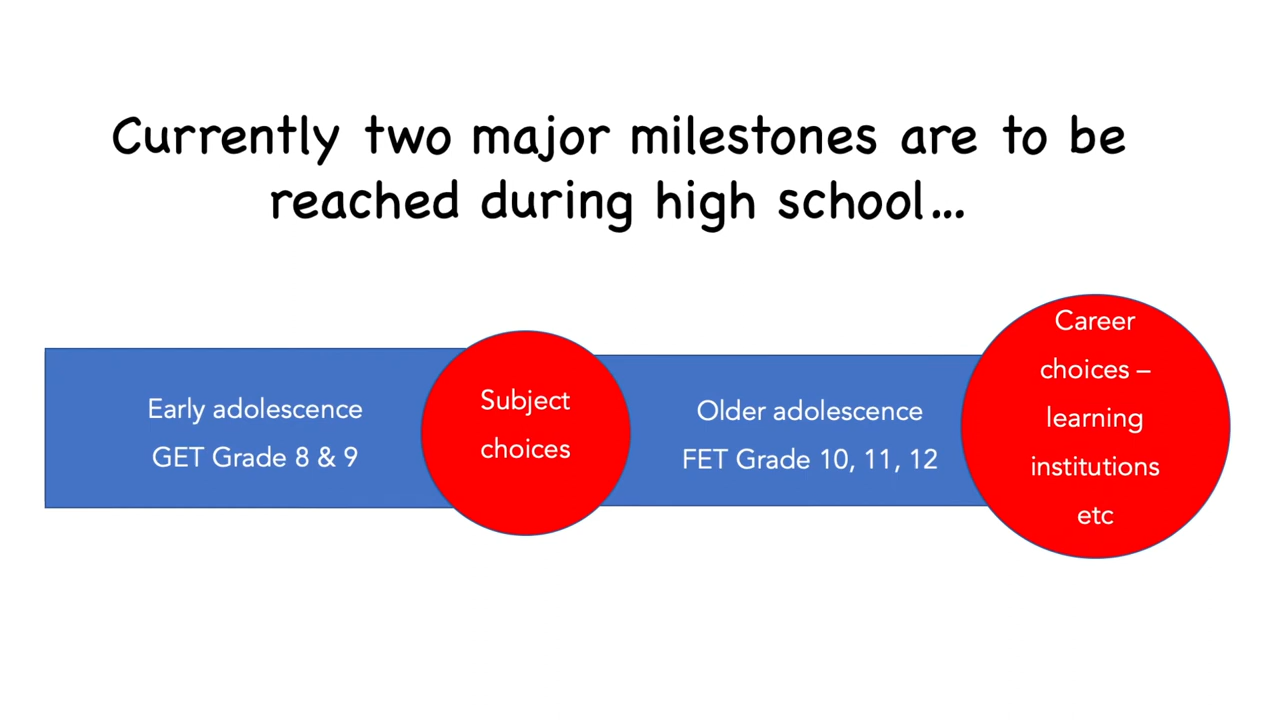 Currently two major milestones are to be
reached during high school...
Early adolescence
GET Grade 8 & 9
Subject
choices
Older adolescence
FET Grade 10, 11, 12
Career
choices –
learning
institutions
etc